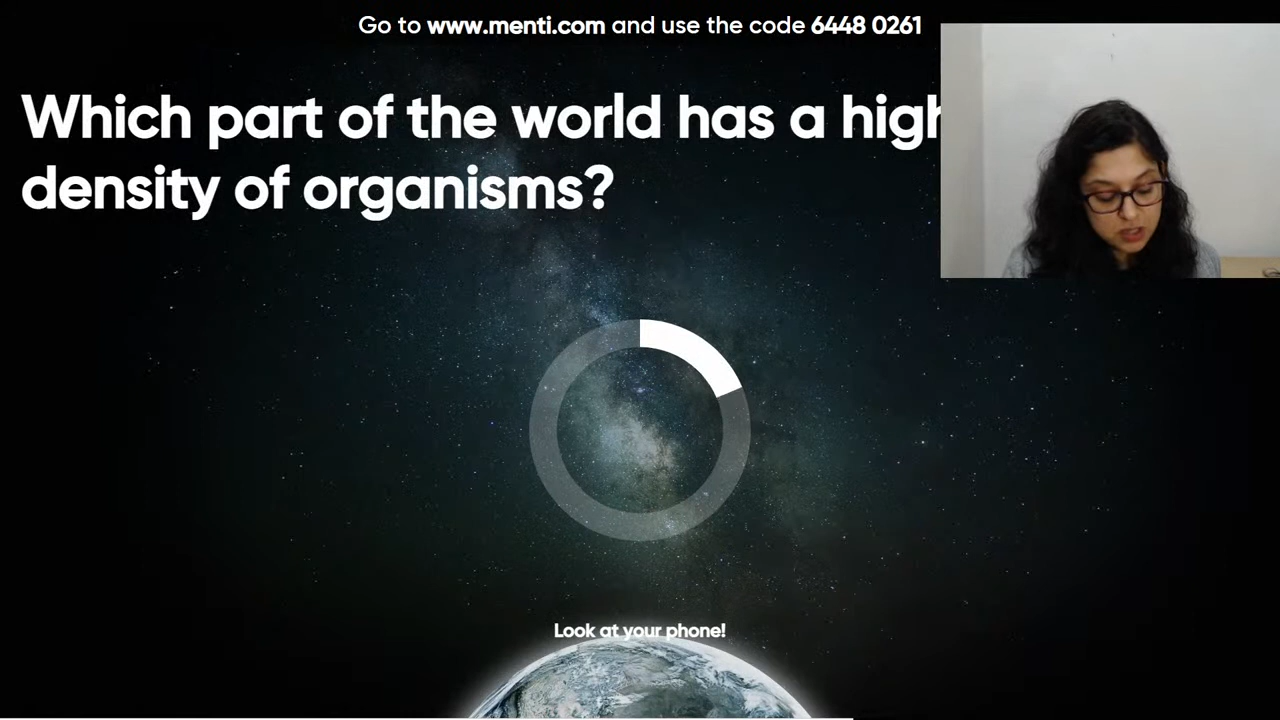 Go to www.menti.com and use the code 6448 0261
Which part of the world has a high
density of organisms?
Look at your phone!